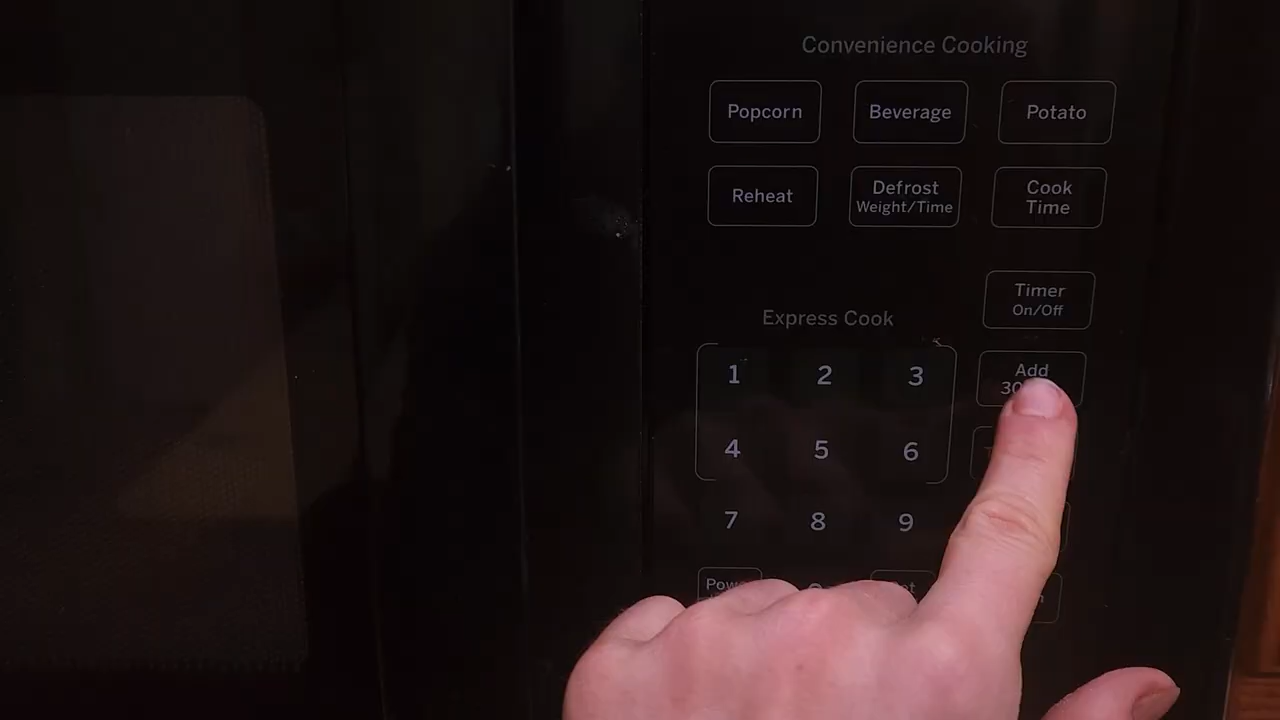 Convenience Cooking
Popcorn
Beverage
Potato
Reheat
Defrost
Weight/Time
Cook
Time
Timer
On/Off
Express Cook
Add
1
2
3
4
5
6
7
8
9